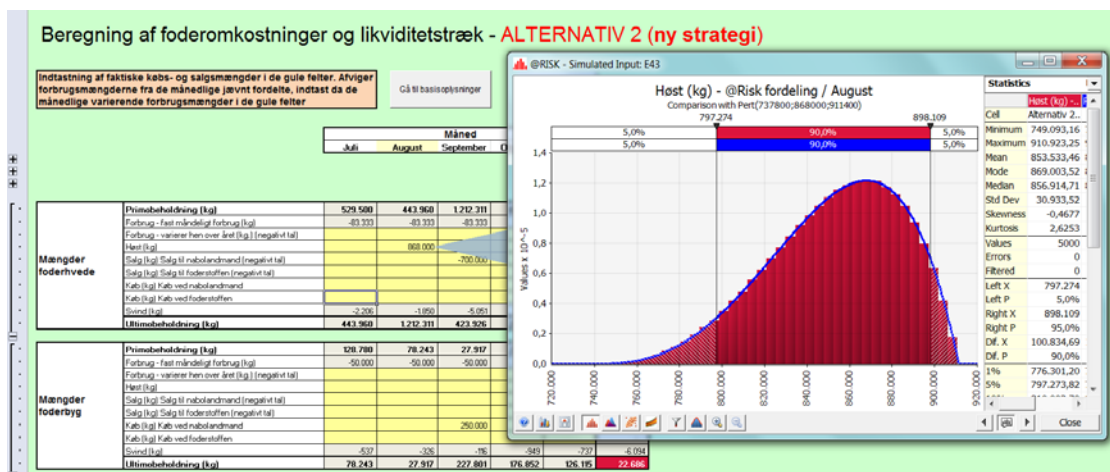 Beregning af foderomkostninger og likviditetstræk - ALTERNATIV 2 (ny strategi)
Indtastning af faktiske købs- og salgsmængder i de gule felter. Afviger
forbrugsmængderne fra de månedlige jævnt fordelte, indtast da de
månedlige varierende forbrugsmængder i de gule felter
Gå til basisoplysninger
Måned
Juli August September
Mængder foderhvede
Primobeholdning (kg) 529.500 443.960 1.212.311
Forbrug - fast måndeligt forbrug (kg) -83.333 -83.333 -83.333
Forbrug - varierer hen over året (kg.) (negativt tal)
Høst (kg) 868.000
Salg (kg) Salg til nabolandmand (negativt tal) -700.000
Salg (kg) Salg til foderstoffen (negativt tal)
Køb (kg) Køb ved nabolandmand
Køb (kg) Køb ved foderstoffen
Svind (kg) -2.206 -1.850 -5.051
Ultimobeholdning (kg) 443.960 1.212.311 423.926
Mængder foderbyg
Primobeholdning (kg) 128.780 78.243 27.917
Forbrug - fast måndeligt forbrug (kg) -50.000 -50.000 -50.000
Forbrug - varierer hen over året (kg.) (negativt tal)
Høst (kg)
Salg (kg) Salg til nabolandmand (negativt tal)
Salg (kg) Salg til foderstoffen (negativt tal)
Køb (kg) Køb ved nabolandmand 250.000
Køb (kg) Køb ved foderstoffen
Svind (kg) -537 -326 -116 -949 -737 -6.094
Ultimobeholdning (kg) 78.243 27.917 227.801 176.852 126.115 22.686
@RISK - Simulated Input: E43
Høst (kg) - @Risk fordeling / August
Comparison with Pert(737800;868000;911400)
797.274 898.109
5,0% 90,0% 5,0%
5,0% 90,0% 5,0%
Values x 10^-5
1,4
1,2
1,0
0,8
0,6
0,4
0,2
0,0
720.000 740.000 760.000 780.000 800.000 820.000 840.000 860.000 880.000 900.000 920.000
Statistics
Høst (kg) -...
Cell Alternativ 2..
Minimum 749.093,16
Maximum 910.923,25
Mean 853.533,46
Mode 869.003,52
Median 856.914,71
Std Dev 30.933,52
Skewness -0,4677
Kurtosis 2,6253
Values 5000
Errors 0
Filtered 0
Left X 797.274
Left P 5,0%
Right X 898.109
Right P 95,0%
Dif. X 100.834,69
Dif. P 90,0%
1% 776.301,20
5% 797.273,82
Close